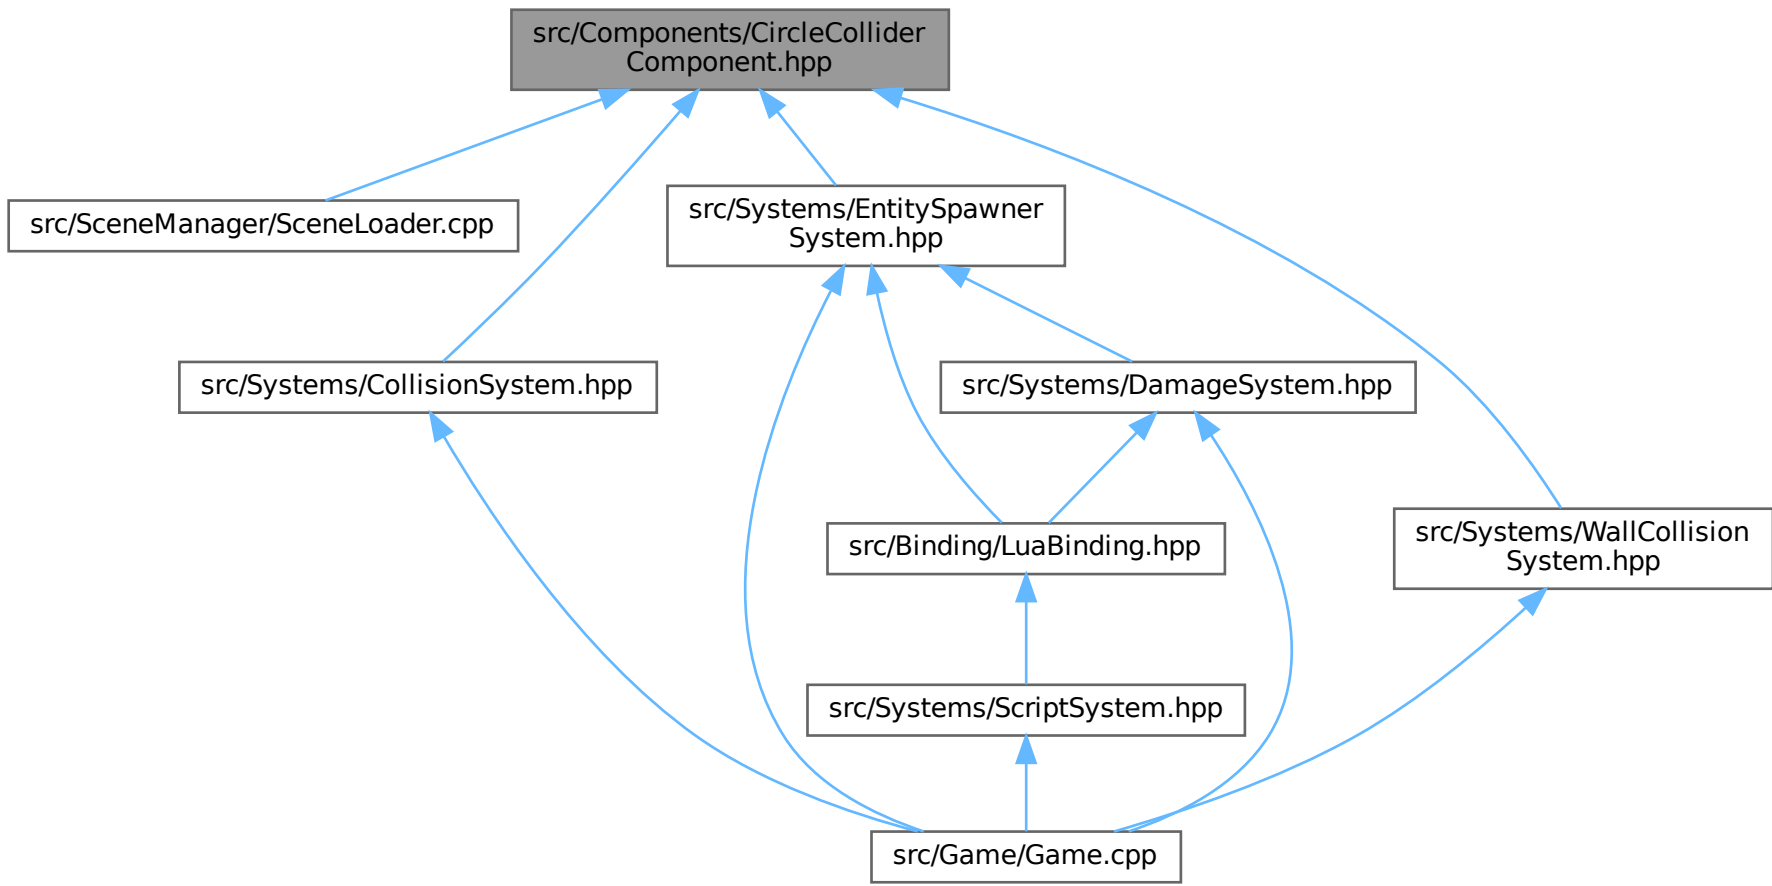 src/Components/CircleCollider
Component.hpp
src/SceneManager/SceneLoader.cpp
src/Systems/EntitySpawner
System.hpp
src/Systems/CollisionSystem.hpp
src/Systems/DamageSystem.hpp
src/Binding/LuaBinding.hpp
src/Systems/WallCollision
System.hpp
src/Systems/ScriptSystem.hpp
src/Game/Game.cpp